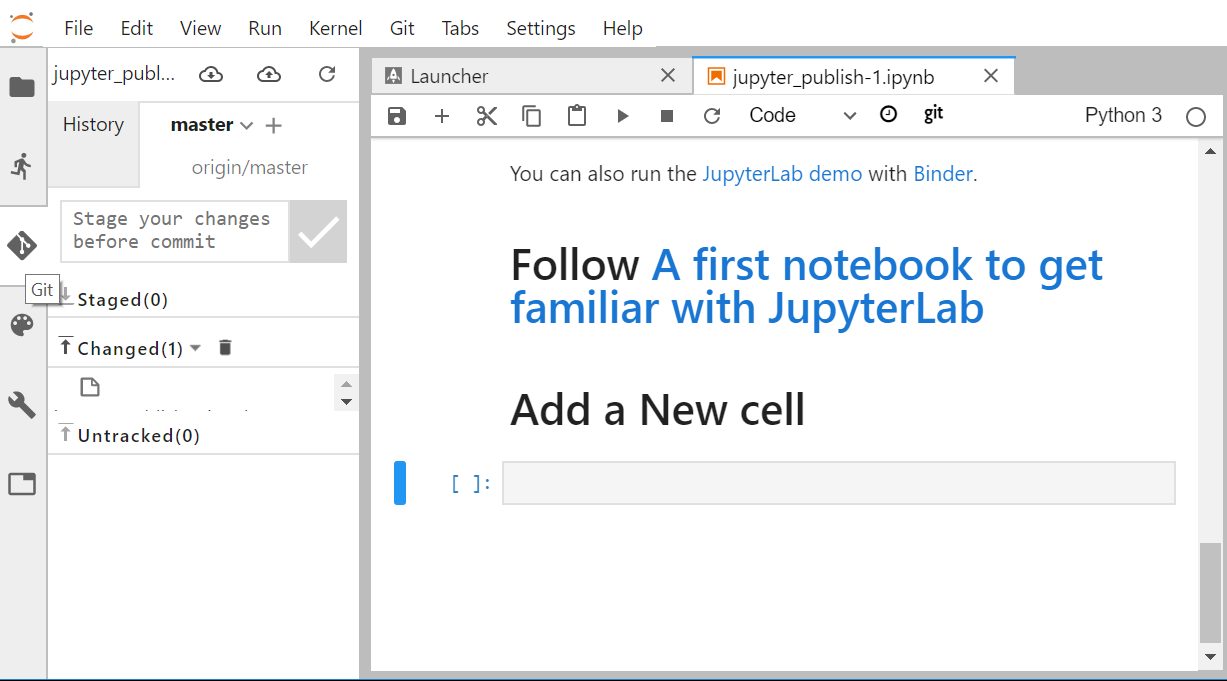 File Edit View Run Kernel Git Tabs Settings Help
jupyter_publ...
History
master
origin/master
Stage your changes
before commit
Git
Staged(0)
Changed(1)
Untracked(0)
Launcher
jupyter_publish-1.ipynb
Code
git
Python 3
You can also run the JupyterLab demo with Binder.
Follow A first notebook to get
familiar with JupyterLab
Add a New cell
[ ]: